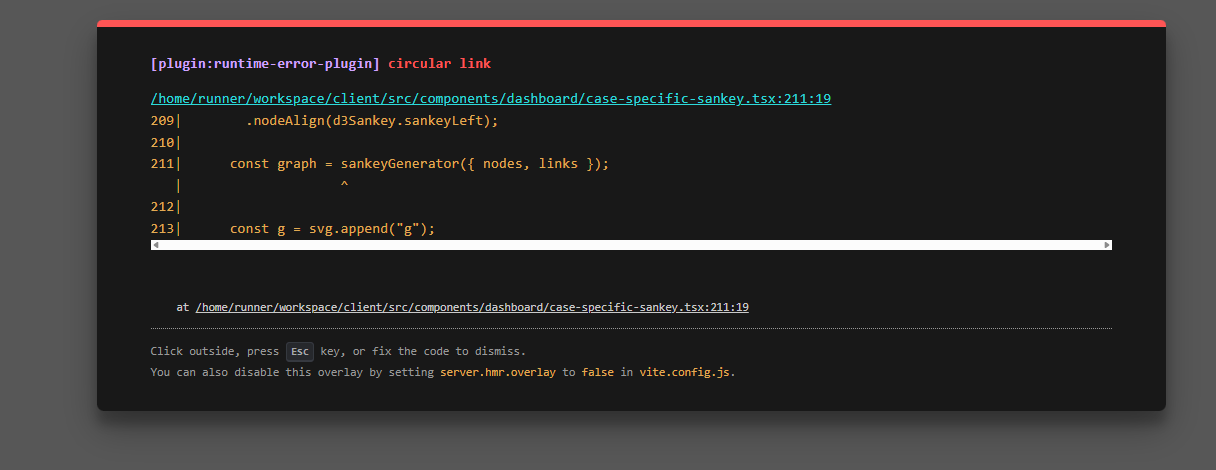 [plugin:runtime-error-plugin] circular link
/home/runner/workspace/client/src/components/dashboard/case-specific-sankey.tsx:211:19
209|        .nodeAlign(d3Sankey.sankeyLeft);
210|
211|      const graph = sankeyGenerator({ nodes, links });
   |                    ^
212|
213|      const g = svg.append("g");
at /home/runner/workspace/client/src/components/dashboard/case-specific-sankey.tsx:211:19
Click outside, press Esc key, or fix the code to dismiss.
You can also disable this overlay by setting server.hmr.overlay to false in vite.config.js.